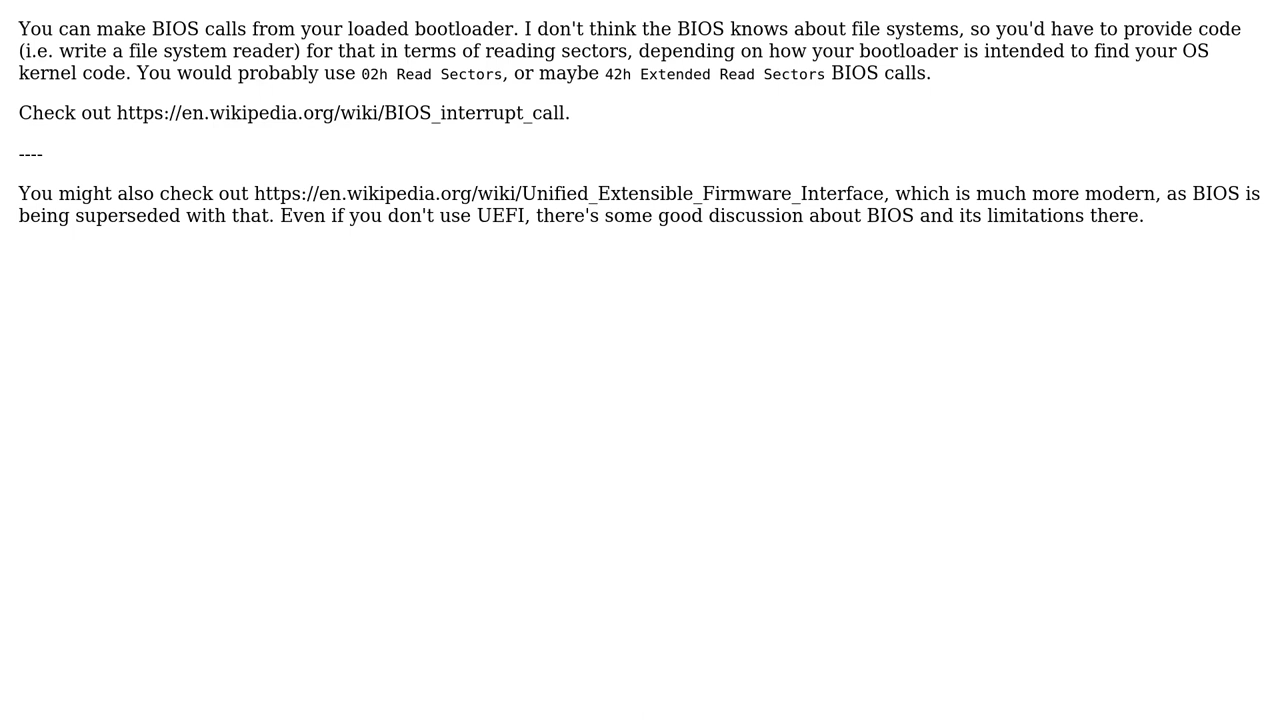 You can make BIOS calls from your loaded bootloader. I don't think the BIOS knows about file systems, so you'd have to provide code
(i.e. write a file system reader) for that in terms of reading sectors, depending on how your bootloader is intended to find your OS
kernel code. You would probably use 02h Read Sectors, or maybe 42h Extended Read Sectors BIOS calls.
Check out https://en.wikipedia.org/wiki/BIOS_interrupt_call.
----
You might also check out https://en.wikipedia.org/wiki/Unified_Extensible_Firmware_Interface, which is much more modern, as BIOS is
being superseded with that. Even if you don't use UEFI, there's some good discussion about BIOS and its limitations there.